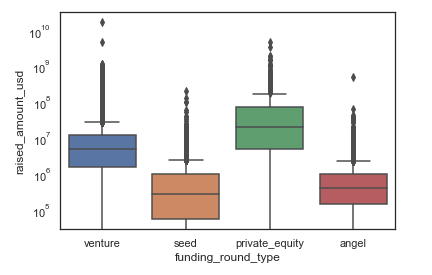 raised_amount_usd
10^10
10^9
10^8
10^7
10^6
10^5
venture seed private_equity angel
funding_round_type